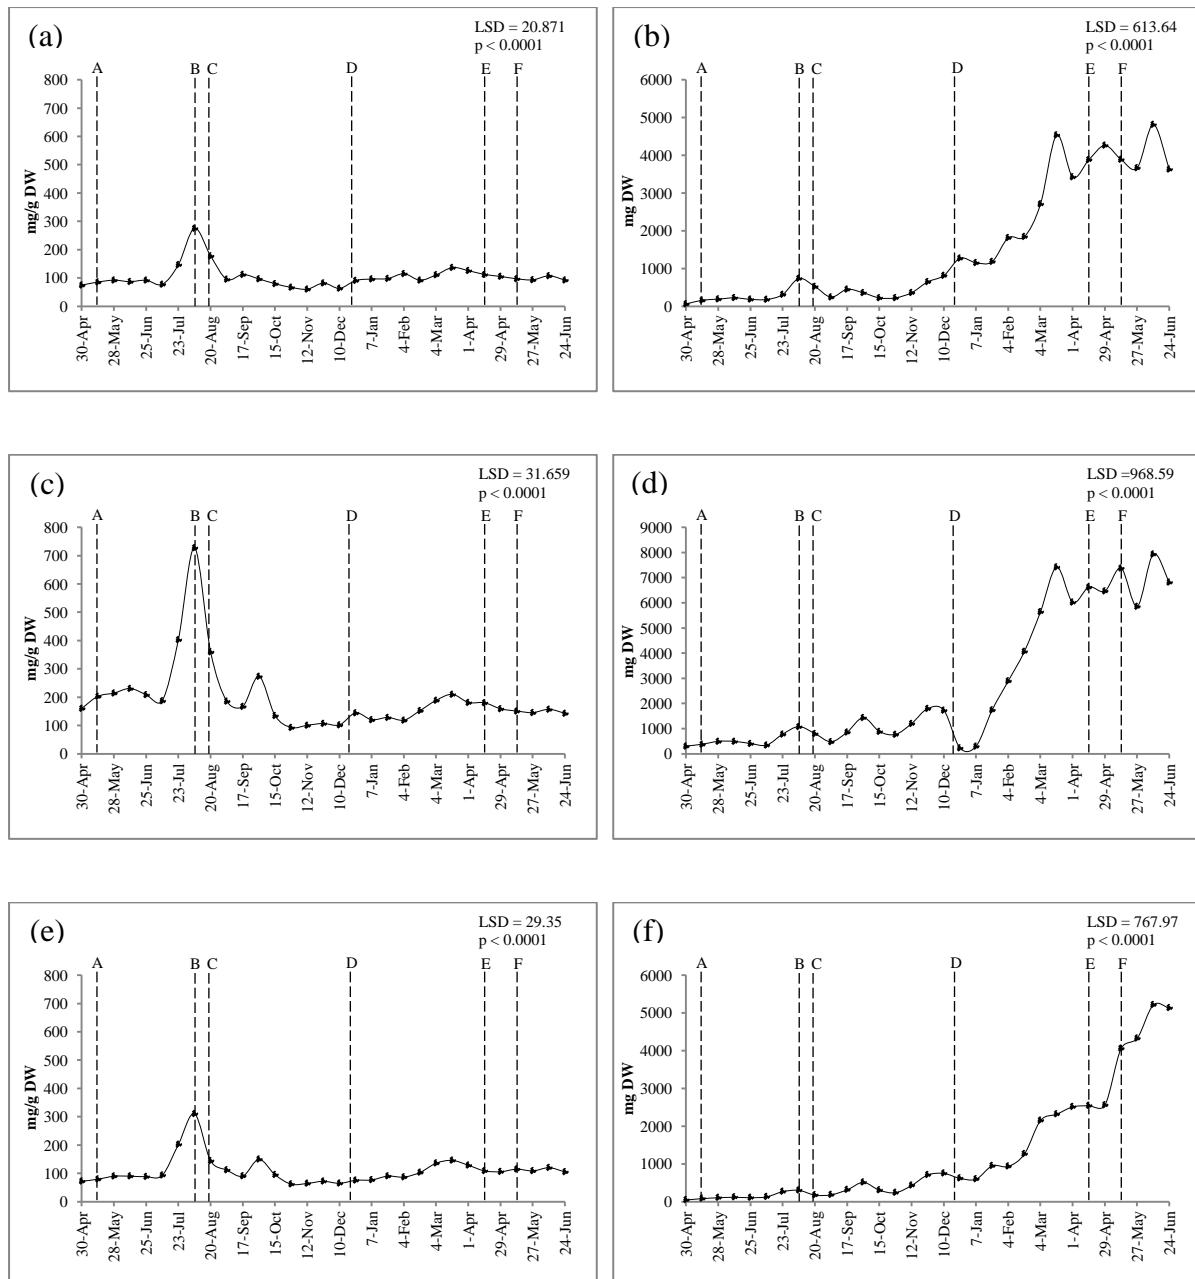 (a)
LSD = 20.871
p < 0.0001
A B C D E F
800
700
600
500
400
300
200
100
0
mg/g DW
30-Apr
28-May
25-Jun
23-Jul
20-Aug
17-Sep
15-Oct
12-Nov
10-Dec
7-Jan
4-Feb
4-Mar
1-Apr
29-Apr
27-May
24-Jun
(b)
LSD = 613.64
p < 0.0001
A B C D E F
6000
5000
4000
3000
2000
1000
0
mg DW
30-Apr
28-May
25-Jun
23-Jul
20-Aug
17-Sep
15-Oct
12-Nov
10-Dec
7-Jan
4-Feb
4-Mar
1-Apr
29-Apr
27-May
24-Jun
(c)
LSD = 31.659
p < 0.0001
A B C D E F
800
700
600
500
400
300
200
100
0
mg/g DW
30-Apr
28-May
25-Jun
23-Jul
20-Aug
17-Sep
15-Oct
12-Nov
10-Dec
7-Jan
4-Feb
4-Mar
1-Apr
29-Apr
27-May
24-Jun
(d)
LSD =968.59
p < 0.0001
A B C D E F
9000
8000
7000
6000
5000
4000
3000
2000
1000
0
mg DW
30-Apr
28-May
25-Jun
23-Jul
20-Aug
17-Sep
15-Oct
12-Nov
10-Dec
7-Jan
4-Feb
4-Mar
1-Apr
29-Apr
27-May
24-Jun
(e)
LSD = 29.35
p < 0.0001
A B C D E F
800
700
600
500
400
300
200
100
0
mg/g DW
30-Apr
28-May
25-Jun
23-Jul
20-Aug
17-Sep
15-Oct
12-Nov
10-Dec
7-Jan
4-Feb
4-Mar
1-Apr
29-Apr
27-May
24-Jun
(f)
LSD = 767.97
p < 0.0001
A B C D E F
6000
5000
4000
3000
2000
1000
0
mg DW
30-Apr
28-May
25-Jun
23-Jul
20-Aug
17-Sep
15-Oct
12-Nov
10-Dec
7-Jan
4-Feb
4-Mar
1-Apr
29-Apr
27-May
24-Jun